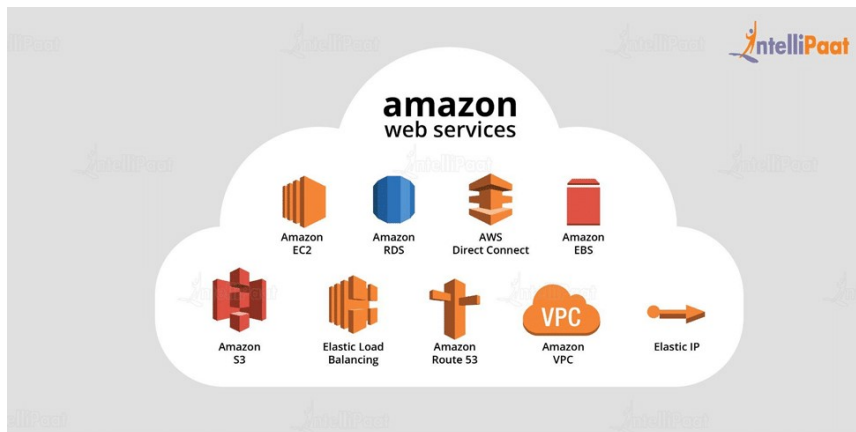 IntelliPaat
amazon
web services
Amazon
EC2
Amazon
RDS
AWS
Direct Connect
Amazon
EBS
Amazon
S3
Elastic Load
Balancing
Amazon
Route 53
VPC
Amazon
VPC
Elastic IP